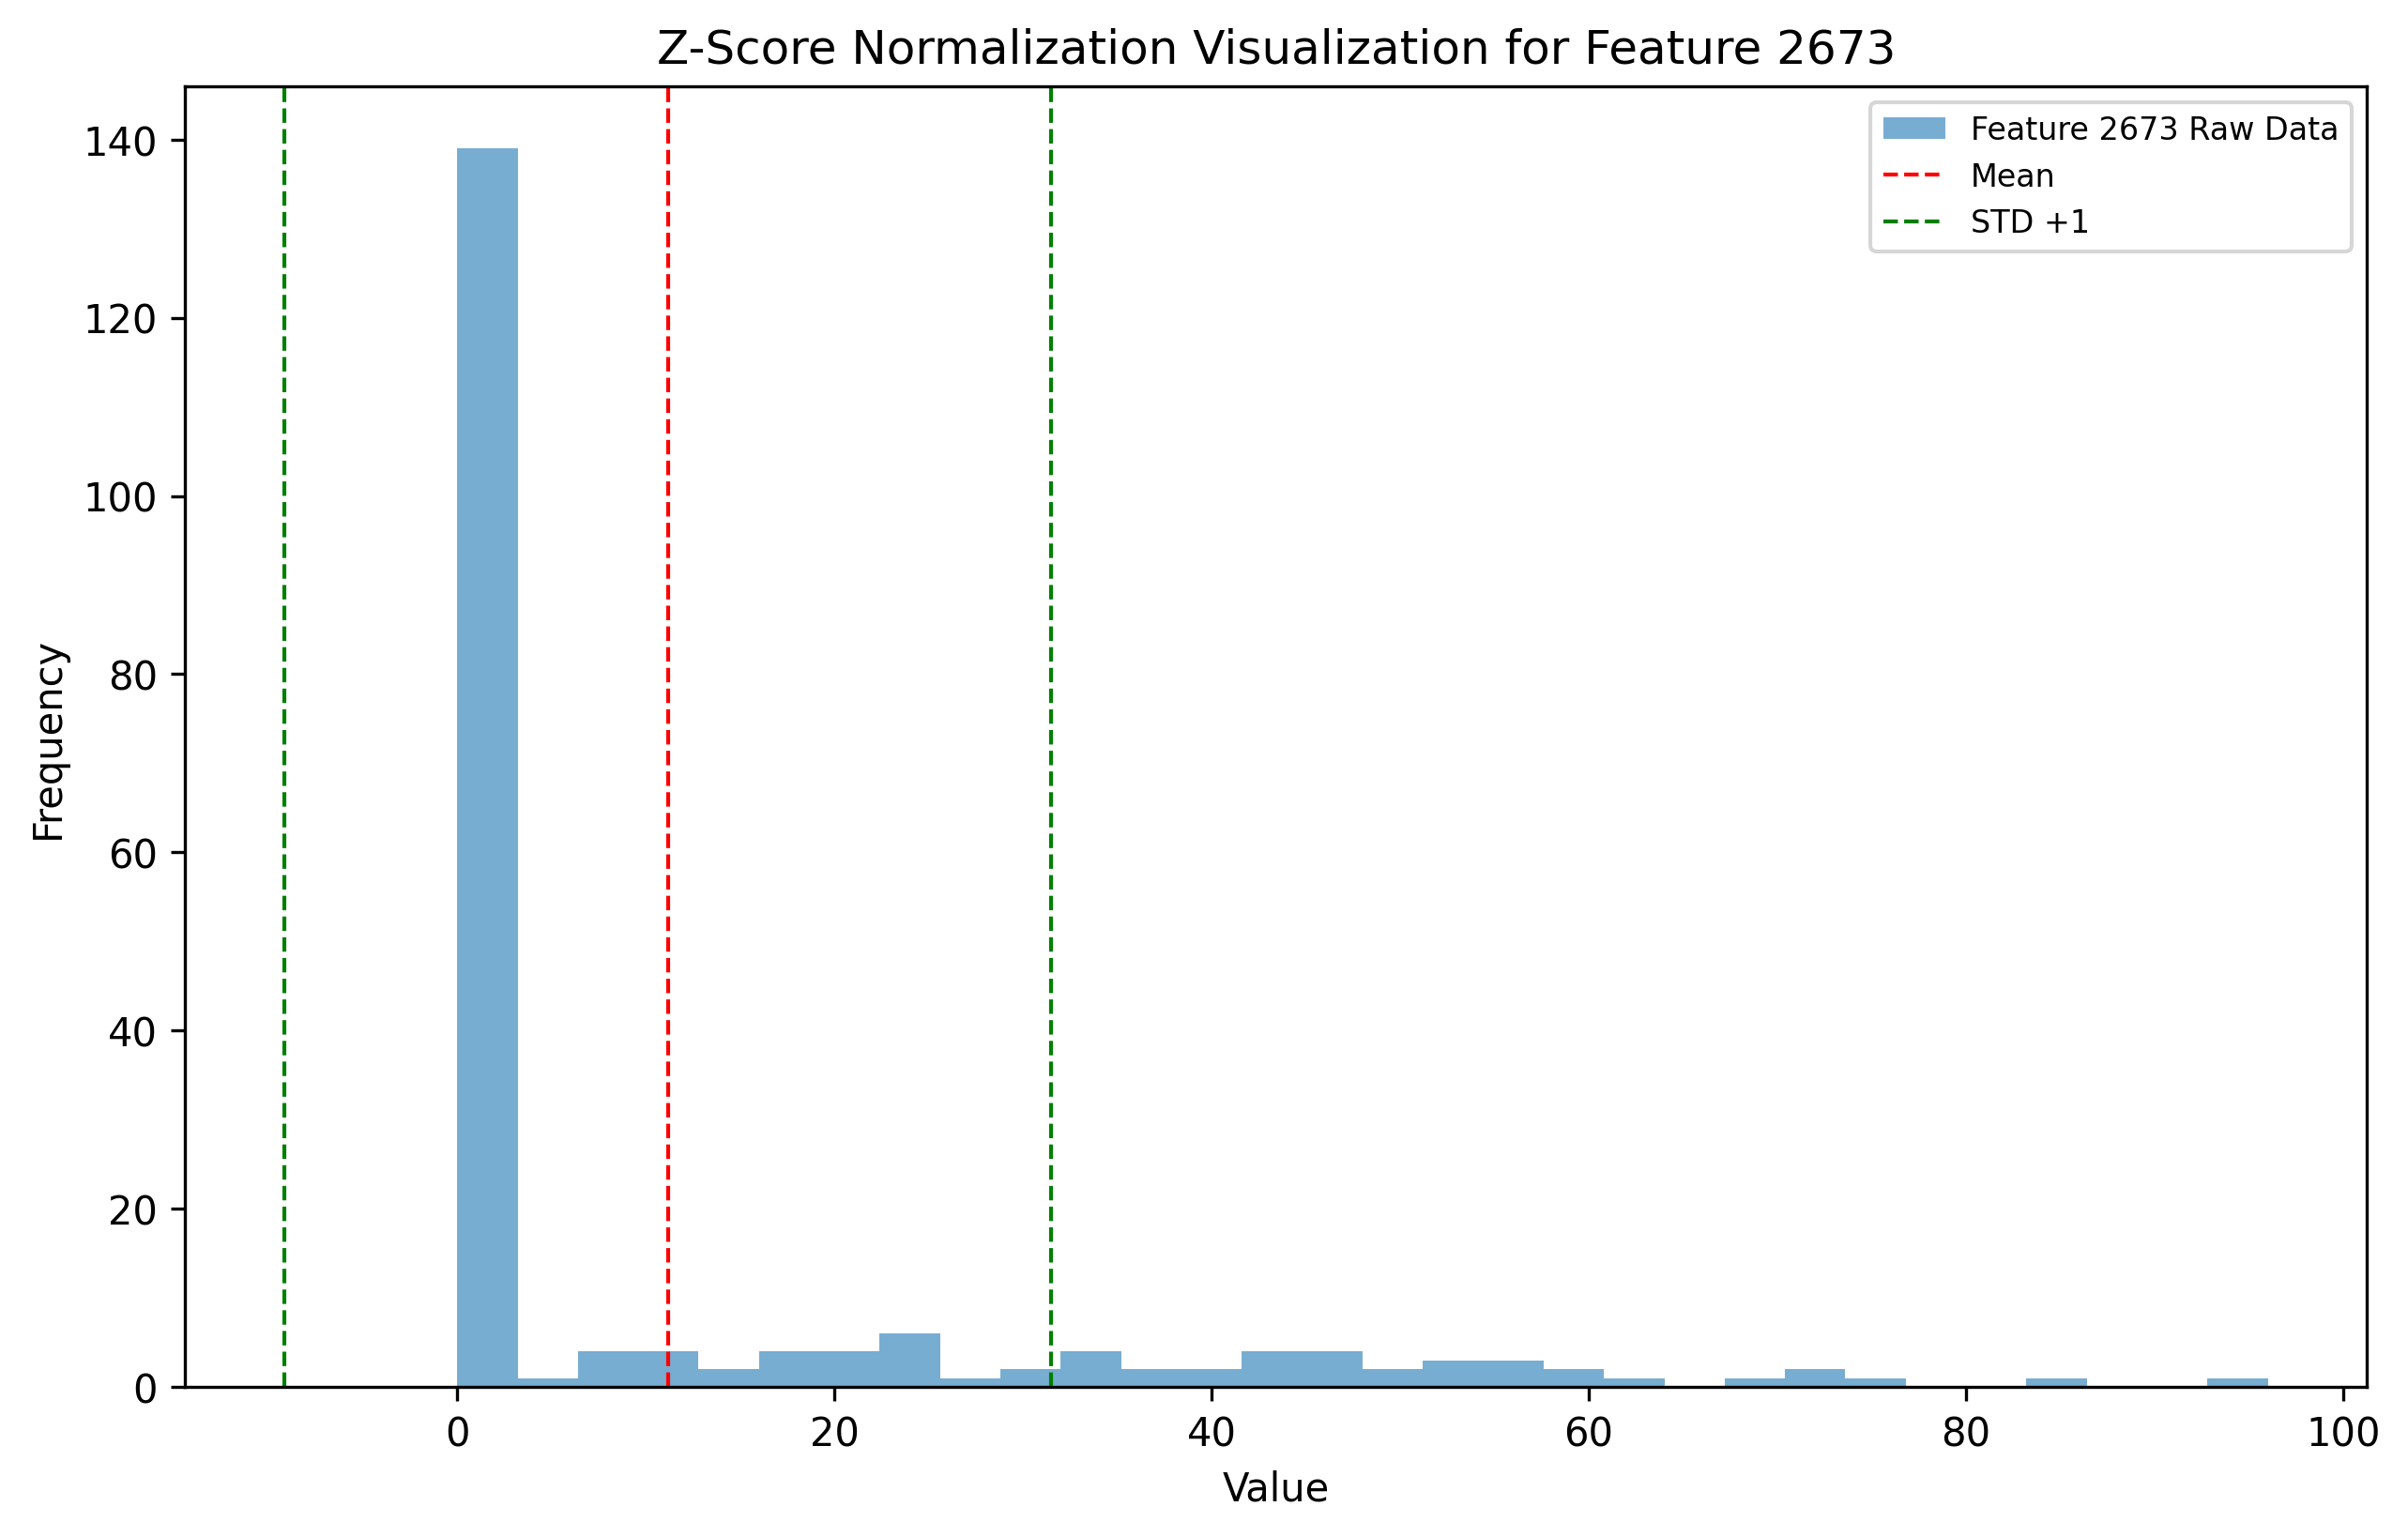 Z-Score Normalization Visualization for Feature 2673
Feature 2673 Raw Data
Mean
STD +1
140
120
100
80
60
40
20
0
Frequency
0 20 40 60 80 100
Value